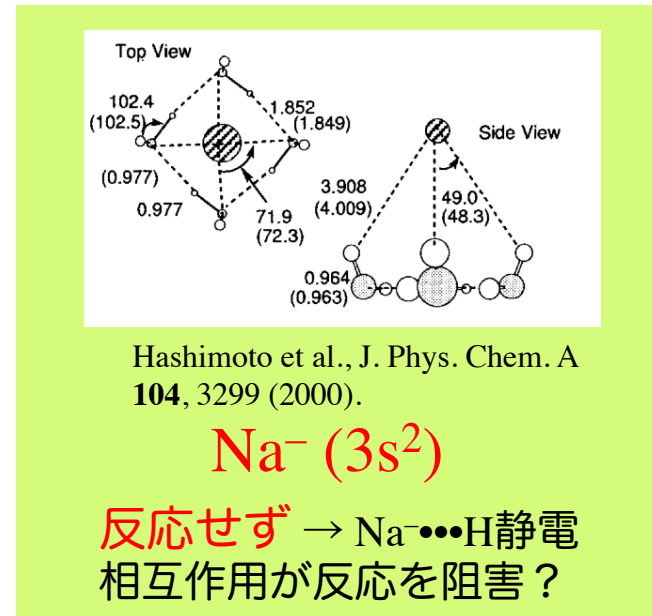 Top View
102.4
(102.5)
1.852
(1.849)
Side View
(0.977)
0.977
71.9
(72.3)
3.908
(4.009)
49.0
(48.3)
0.964
(0.963)
Hashimoto et al., J. Phys. Chem. A
104, 3299 (2000).
Na⁻ (3s²)
反応せず → Na⁻•••H静電
相互作用が反応を阻害？